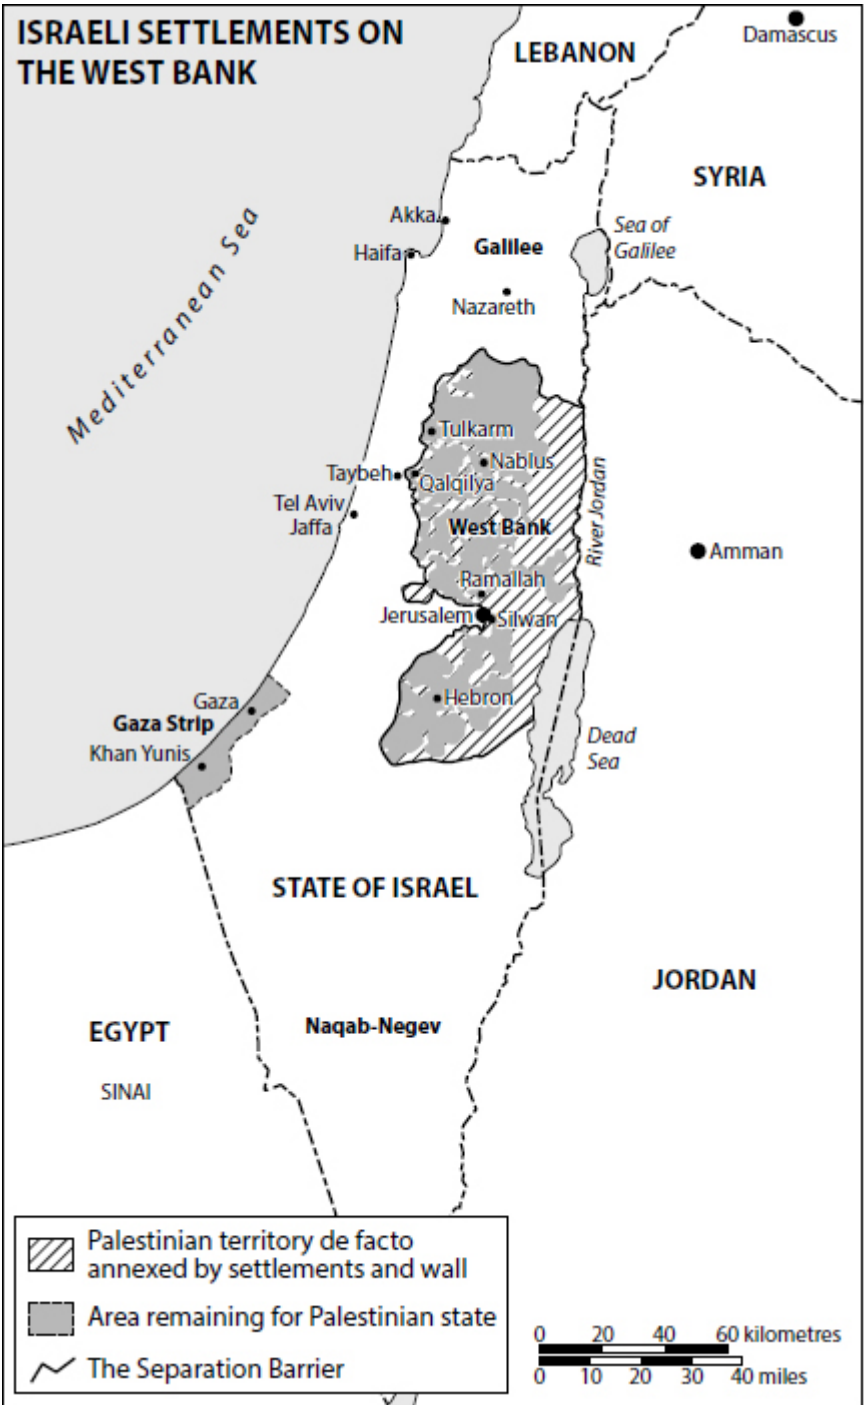 ISRAELI SETTLEMENTS ON
THE WEST BANK
Damascus
LEBANON
SYRIA
Akka
Sea of
Galilee
Galilee
Haifa
Mediterranean Sea
Nazareth
Tulkarm
Nablus
Taybeh
Qalqilya
Tel Aviv
Jaffa
West Bank
River Jordan
Amman
Ramallah
Jerusalem
Silwan
Gaza
Hebron
Gaza Strip
Khan Yunis
Dead
Sea
STATE OF ISRAEL
JORDAN
EGYPT
Naqab-Negev
SINAI
Palestinian territory de facto
annexed by settlements and wall
Area remaining for Palestinian state
The Separation Barrier
0 20 40 60 kilometres
0 10 20 30 40 miles